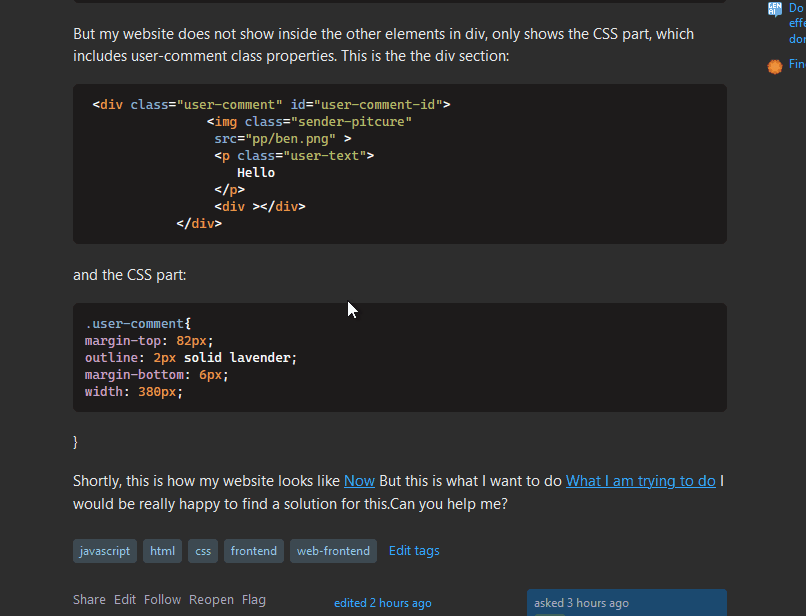 But my website does not show inside the other elements in div, only shows the CSS part, which
includes user-comment class properties. This is the the div section:
<div class="user-comment" id="user-comment-id">
<img class="sender-pitcure"
src="pp/ben.png" >
<p class="user-text">
Hello
</p>
<div ></div>
</div>
and the CSS part:
.user-comment{
margin-top: 82px;
outline: 2px solid lavender;
margin-bottom: 6px;
width: 380px;
}
Shortly, this is how my website looks like Now But this is what I want to do What I am trying to do I
would be really happy to find a solution for this.Can you help me?
javascript html css frontend web-frontend Edit tags
Share Edit Follow Reopen Flag
edited 2 hours ago
asked 3 hours ago
GEN
AI
Do
effe
dor
Fin